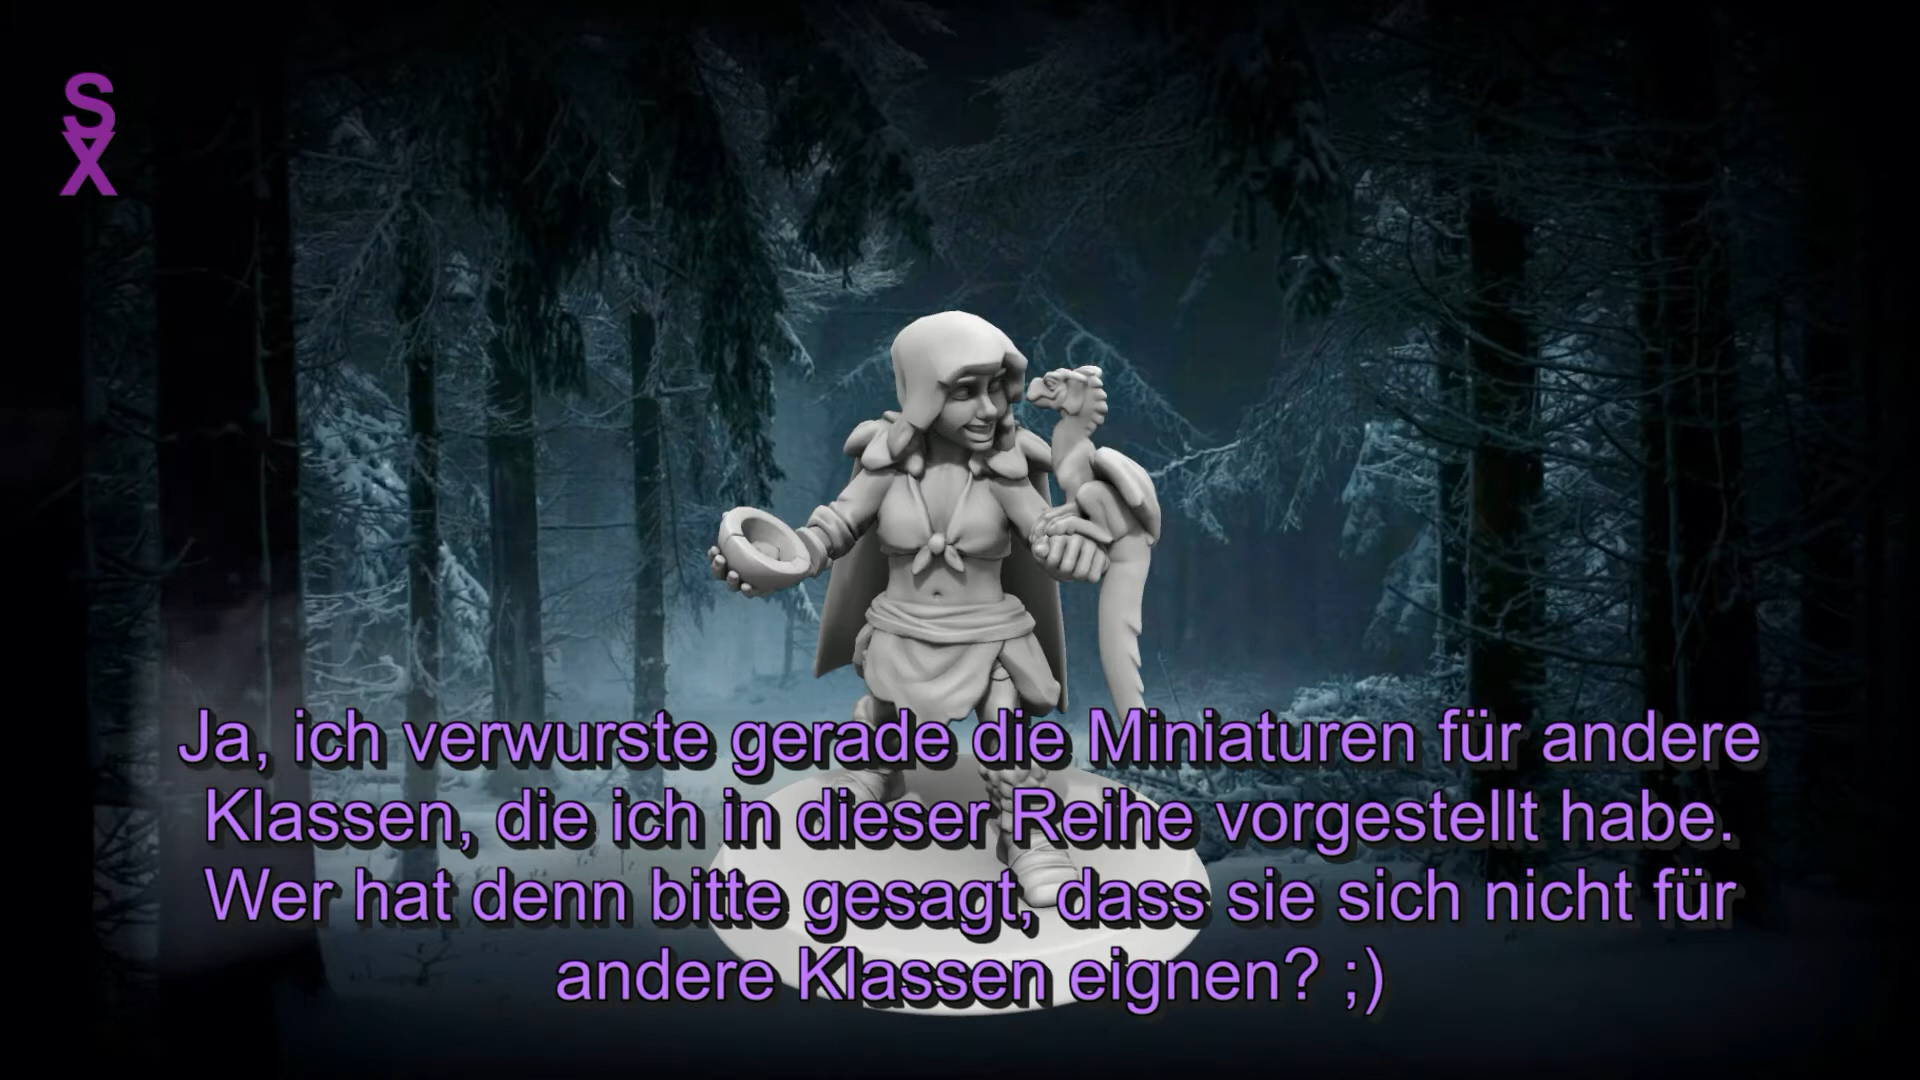 S
X
Ja, ich verwurste gerade die Miniaturen für andere
Klassen, die ich in dieser Reihe vorgestellt habe.
Wer hat denn bitte gesagt, dass sie sich nicht für
andere Klassen eignen? ;)